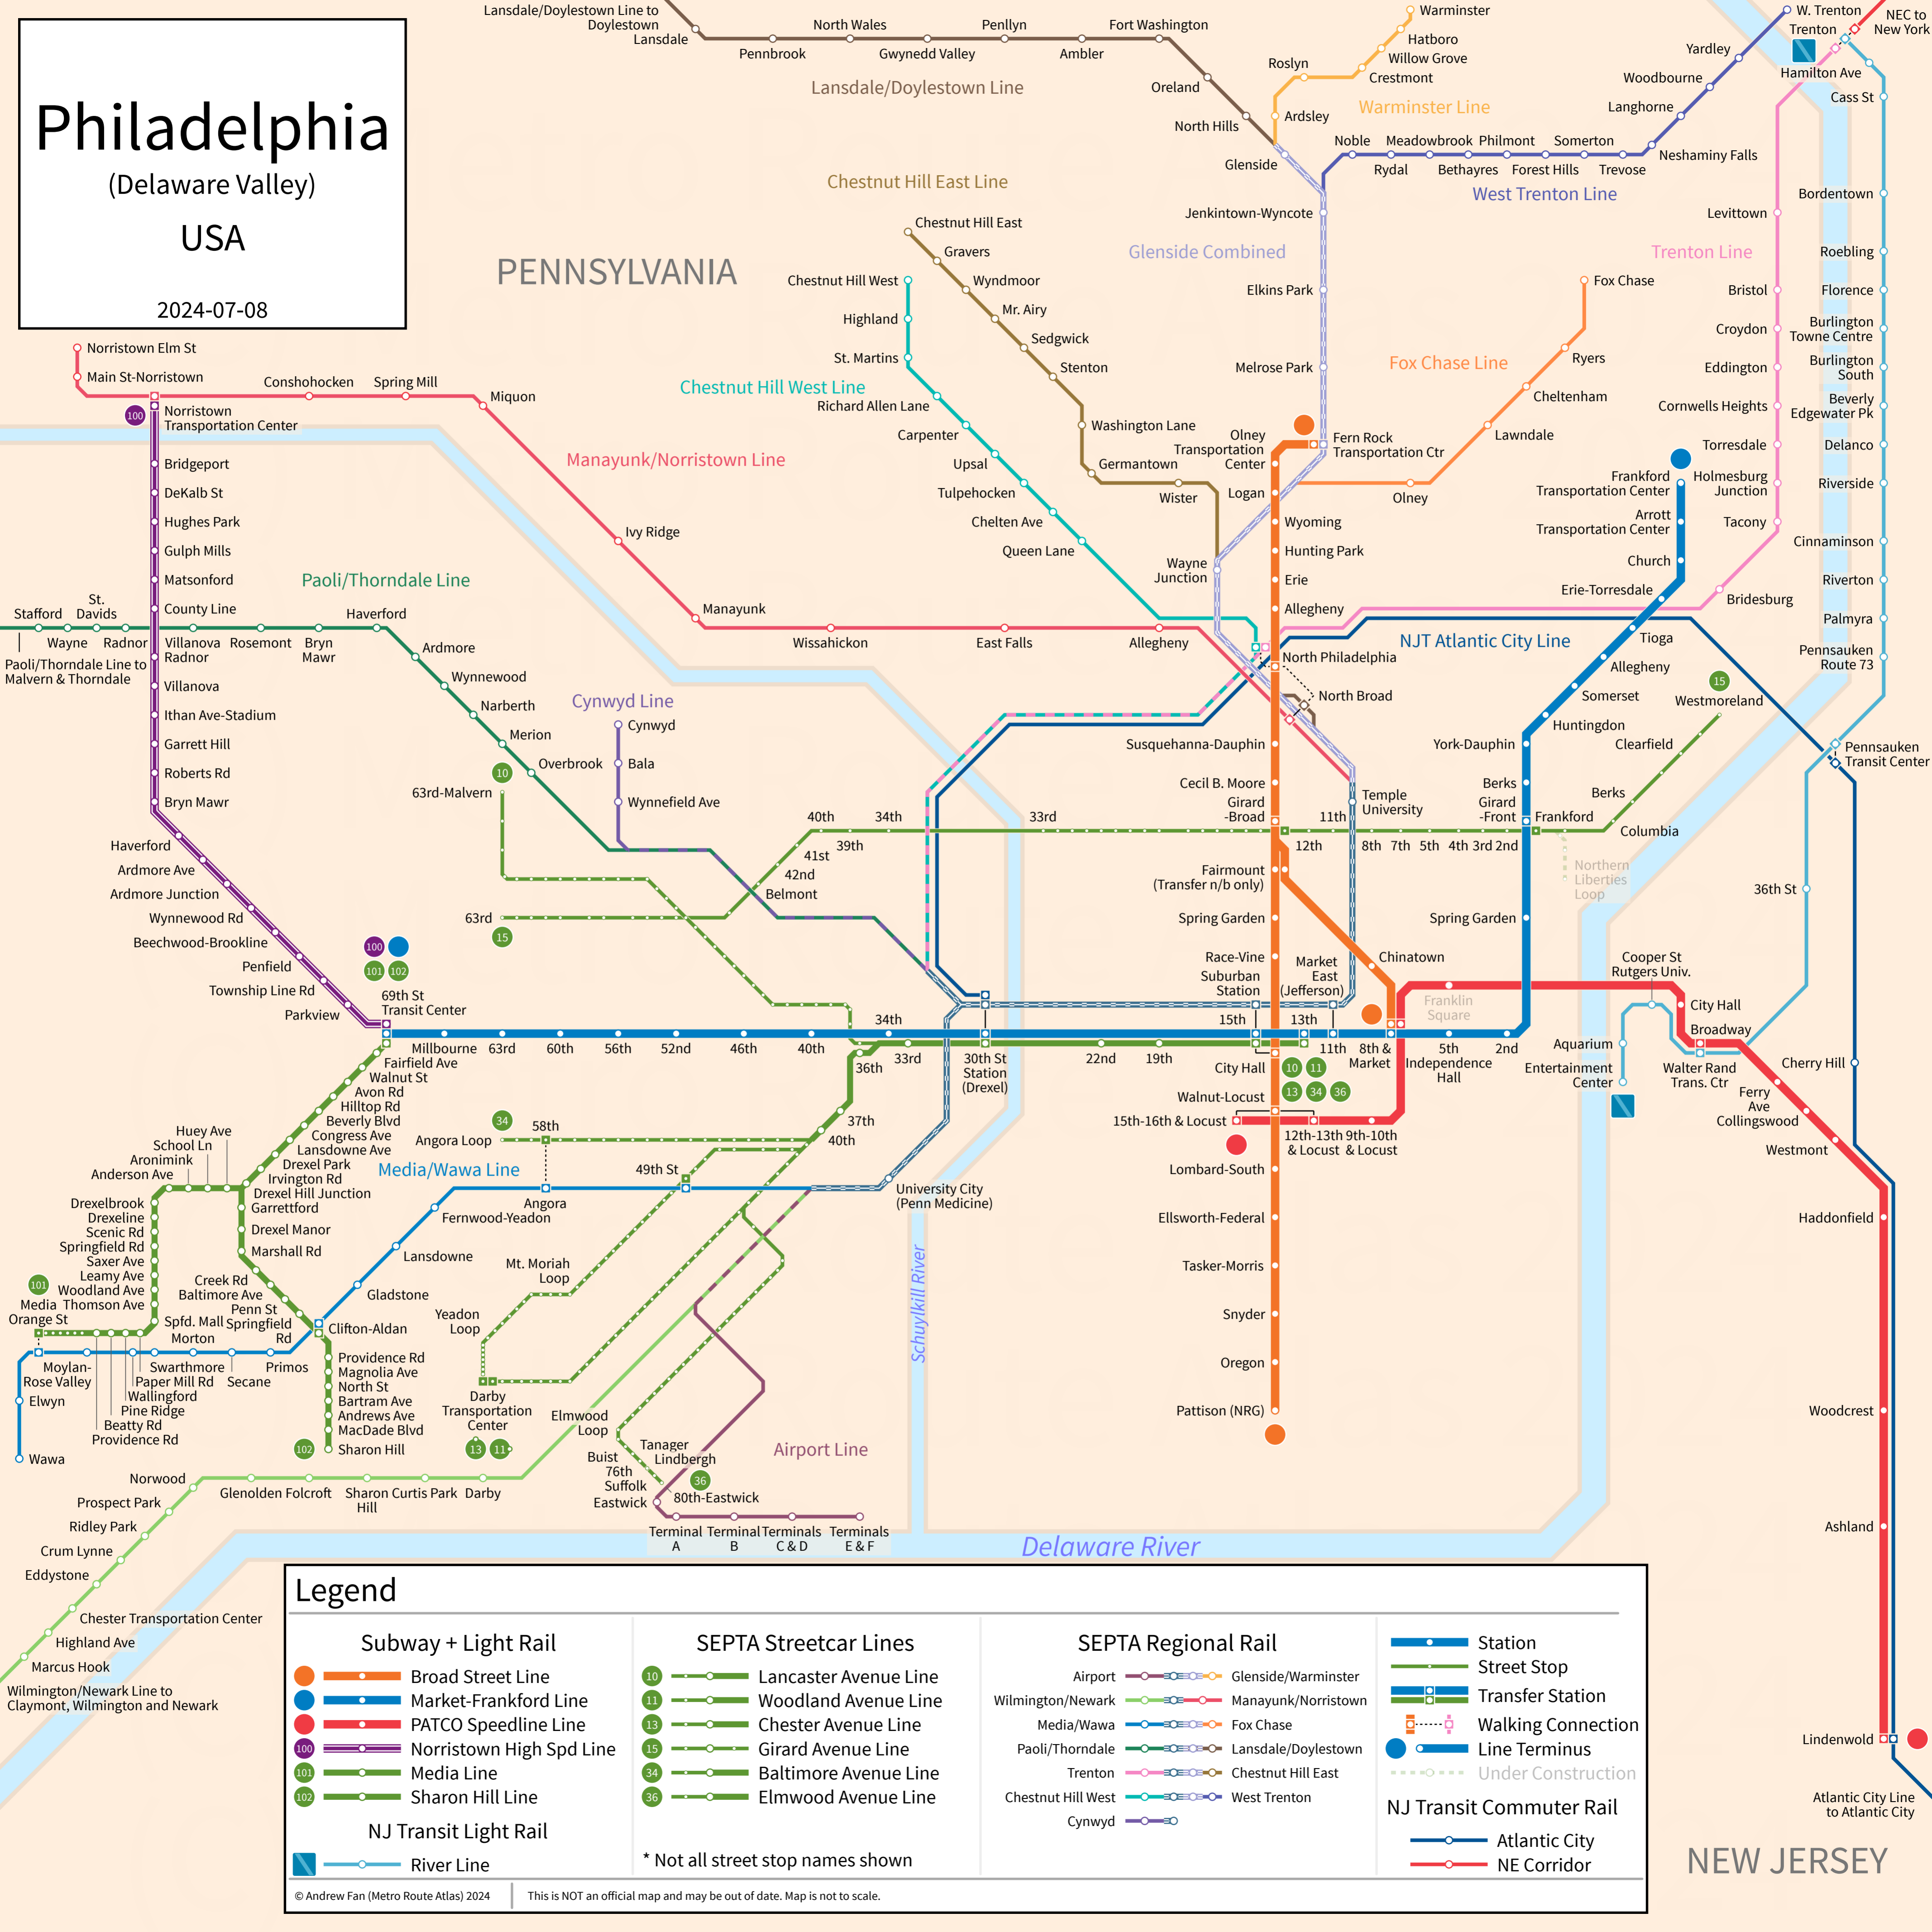 Philadelphia
(Delaware Valley)
USA
2024-07-08
Lansdale/Doylestown Line to
Doylestown
Lansdale
Pennbrook
North Wales
Gwynedd Valley
Penllyn
Ambler
Fort Washington
Oreland
North Hills
Glenside
Lansdale/Doylestown Line
Warminster
Hatboro
Willow Grove
Crestmont
Roslyn
Ardsley
Warminster Line
W. Trenton
Yardley
Woodbourne
Langhorne
Neshaminy Falls
Trevose
Somerton
Forest Hills
Philmont
Bethayres
Meadowbrook
Rydal
Noble
West Trenton Line
NEC to
New York
Trenton
Hamilton Ave
Cass St
Bordentown
Roebling
Florence
Burlington
Towne Centre
Burlington
South
Beverly
Edgewater Pk
Delanco
Riverside
Cinnaminson
Riverton
Palmyra
Pennsauken
Route 73
Pennsauken
Transit Center
36th St
Cooper St
Rutgers Univ.
Aquarium
Entertainment
Center
Walter Rand
Trans. Ctr
Trenton Line
Levittown
Bristol
Croydon
Eddington
Cornwells Heights
Torresdale
Holmesburg
Junction
Tacony
Bridesburg
PENNSYLVANIA
Chestnut Hill East Line
Chestnut Hill East
Gravers
Wyndmoor
Mr. Airy
Sedgwick
Stenton
Washington Lane
Germantown
Wister
Wayne
Junction
Chestnut Hill West
Highland
St. Martins
Chestnut Hill West Line
Richard Allen Lane
Carpenter
Upsal
Tulpehocken
Chelten Ave
Queen Lane
Glenside Combined
Jenkintown-Wyncote
Elkins Park
Melrose Park
Fern Rock
Transportation Ctr
Fox Chase
Ryers
Fox Chase Line
Cheltenham
Lawndale
Olney
Olney
Transportation
Center
Logan
Wyoming
Hunting Park
Erie
Allegheny
North Philadelphia
North Broad
Susquehanna-Dauphin
Cecil B. Moore
Girard
-Broad
Fairmount
(Transfer n/b only)
Spring Garden
Race-Vine
Suburban
Station
City Hall
Walnut-Locust
Lombard-South
Ellsworth-Federal
Tasker-Morris
Snyder
Oregon
Pattison (NRG)
Chinatown
Market
East
(Jefferson)
Temple
University
Norristown Elm St
Main St-Norristown
Norristown
Transportation Center
100
Conshohocken
Spring Mill
Miquon
Manayunk/Norristown Line
Ivy Ridge
Manayunk
Wissahickon
East Falls
Allegheny
Bridgeport
DeKalb St
Hughes Park
Gulph Mills
Matsonford
County Line
Radnor
Villanova
Ithan Ave-Stadium
Garrett Hill
Roberts Rd
Bryn Mawr
Haverford
Ardmore Ave
Ardmore Junction
Wynnewood Rd
Beechwood-Brookline
Penfield
Township Line Rd
Parkview
100
101
102
69th St
Transit Center
Paoli/Thorndale Line
Stafford
Wayne
St.
Davids
Radnor
Villanova
Rosemont
Bryn
Mawr
Haverford
Paoli/Thorndale Line to
Malvern & Thorndale
Ardmore
Wynnewood
Narberth
Merion
Overbrook
Cynwyd Line
Cynwyd
Bala
Wynnefield Ave
10
63rd-Malvern
63rd
15
Belmont
42nd
41st
40th
39th
34th
33rd
12th
11th
8th
7th
5th
4th
3rd
2nd
Frankford
Columbia
Berks
Clearfield
Westmoreland
15
Northern
Liberties
Loop
Frankford
Transportation Center
Arrott
Transportation Center
Church
Erie-Torresdale
Tioga
Allegheny
Somerset
Huntingdon
York-Dauphin
Berks
Girard
-Front
Spring Garden
2nd
5th
Independence
Hall
8th &
Market
11th
13th
15th
30th St
Station
(Drexel)
34th
40th
46th
52nd
56th
60th
63rd
Millbourne
19th
22nd
33rd
36th
37th
40th
10
11
13
34
36
NJT Atlantic City Line
Franklin
Square
City Hall
Broadway
Ferry
Ave
Collingswood
Westmont
Haddonfield
Woodcrest
Ashland
Lindenwold
Cherry Hill
15th-16th & Locust
12th-13th
& Locust
9th-10th
& Locust
Atlantic City Line
to Atlantic City
NEW JERSEY
Fairfield Ave
Walnut St
Avon Rd
Hilltop Rd
Beverly Blvd
Congress Ave
Lansdowne Ave
Drexel Park
Irvington Rd
Drexel Hill Junction
Garrettford
Drexel Manor
Marshall Rd
Creek Rd
Baltimore Ave
Penn St
Springfield
Rd
Clifton-Aldan
Providence Rd
Magnolia Ave
North St
Bartram Ave
Andrews Ave
MacDade Blvd
Sharon Hill
102
Huey Ave
School Ln
Aronimink
Anderson Ave
Drexelbrook
Drexeline
Scenic Rd
Springfield Rd
Saxer Ave
Leamy Ave
Woodland Ave
Thomson Ave
Spfd. Mall
101
Media
Orange St
Paper Mill Rd
Pine Ridge
Beatty Rd
Providence Rd
Media/Wawa Line
Angora
Fernwood-Yeadon
Lansdowne
Gladstone
Primos
Secane
Morton
Swarthmore
Wallingford
Moylan-
Rose Valley
Elwyn
Wawa
34
Angora Loop
58th
49th St
University City
(Penn Medicine)
Mt. Moriah
Loop
Yeadon
Loop
Darby
Transportation
Center
13
11
Elmwood
Loop
Buist
76th
Suffolk
Eastwick
Tanager
Lindbergh
36
80th-Eastwick
Airport Line
Terminal
A
Terminal
B
Terminals
C & D
Terminals
E & F
Schuylkill River
Delaware River
Darby
Curtis Park
Sharon
Hill
Folcroft
Glenolden
Norwood
Prospect Park
Ridley Park
Crum Lynne
Eddystone
Chester Transportation Center
Highland Ave
Marcus Hook
Wilmington/Newark Line to
Claymont, Wilmington and Newark
Legend
Subway + Light Rail
Broad Street Line
Market-Frankford Line
PATCO Speedline Line
100 Norristown High Spd Line
101 Media Line
102 Sharon Hill Line
NJ Transit Light Rail
River Line
SEPTA Streetcar Lines
10 Lancaster Avenue Line
11 Woodland Avenue Line
13 Chester Avenue Line
15 Girard Avenue Line
34 Baltimore Avenue Line
36 Elmwood Avenue Line
* Not all street stop names shown
SEPTA Regional Rail
Airport Glenside/Warminster
Wilmington/Newark Manayunk/Norristown
Media/Wawa Fox Chase
Paoli/Thorndale Lansdale/Doylestown
Trenton Chestnut Hill East
Chestnut Hill West West Trenton
Cynwyd
Station
Street Stop
Transfer Station
Walking Connection
Line Terminus
Under Construction
NJ Transit Commuter Rail
Atlantic City
NE Corridor
© Andrew Fan (Metro Route Atlas) 2024
This is NOT an official map and may be out of date. Map is not to scale.